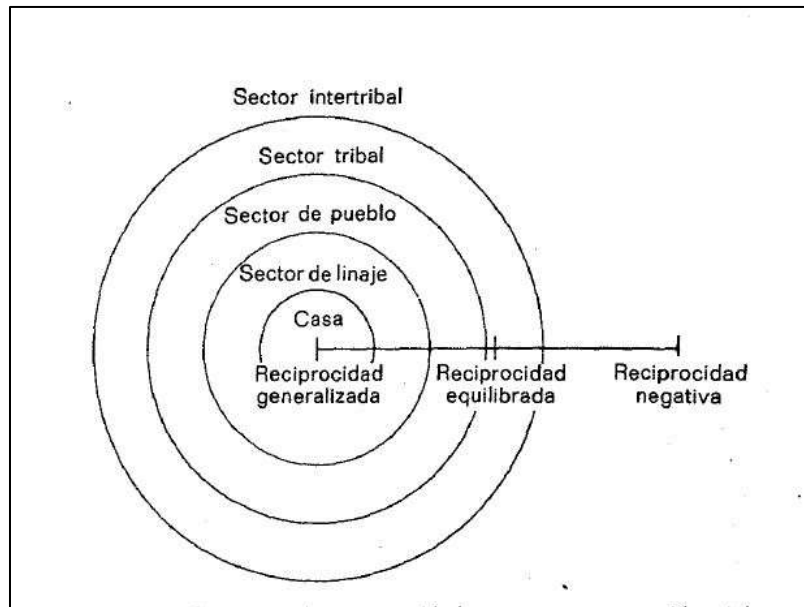 Sector intertribal
Sector tribal
Sector de pueblo
Sector de linaje
Casa
Reciprocidad
generalizada
Reciprocidad
equilibrada
Reciprocidad
negativa